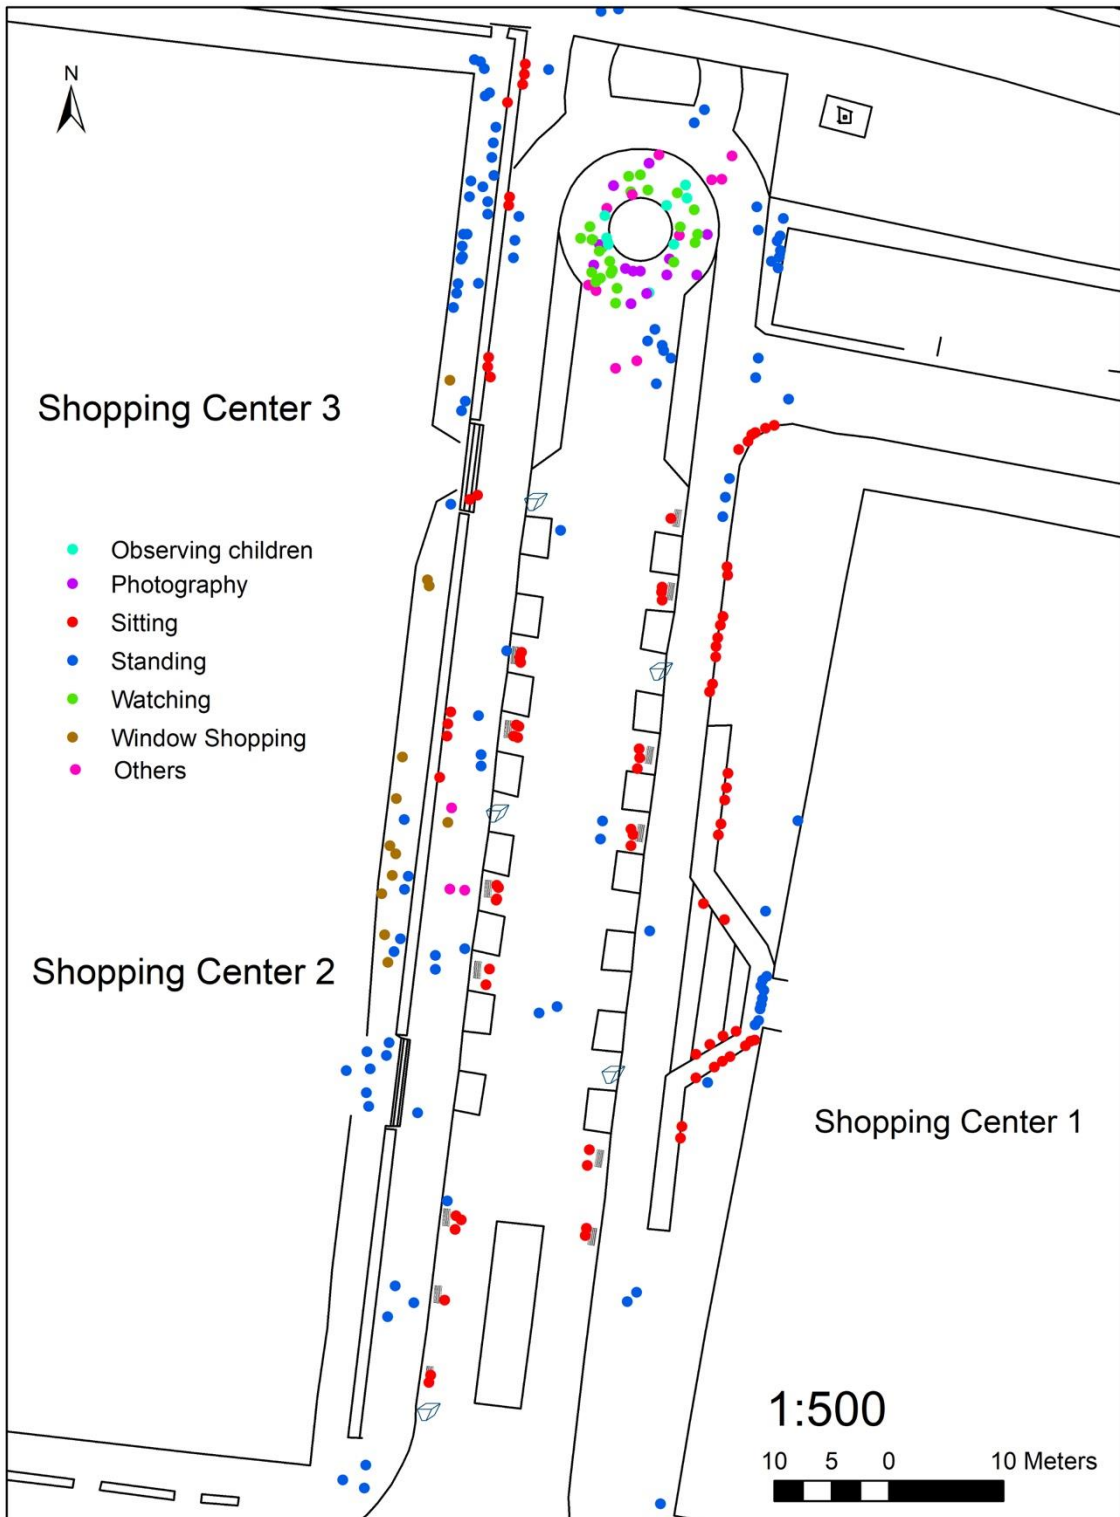 N
Shopping Center 3
Observing children
Photography
Sitting
Standing
Watching
Window Shopping
Others
Shopping Center 2
Shopping Center 1
1:500
10 5 0 10 Meters